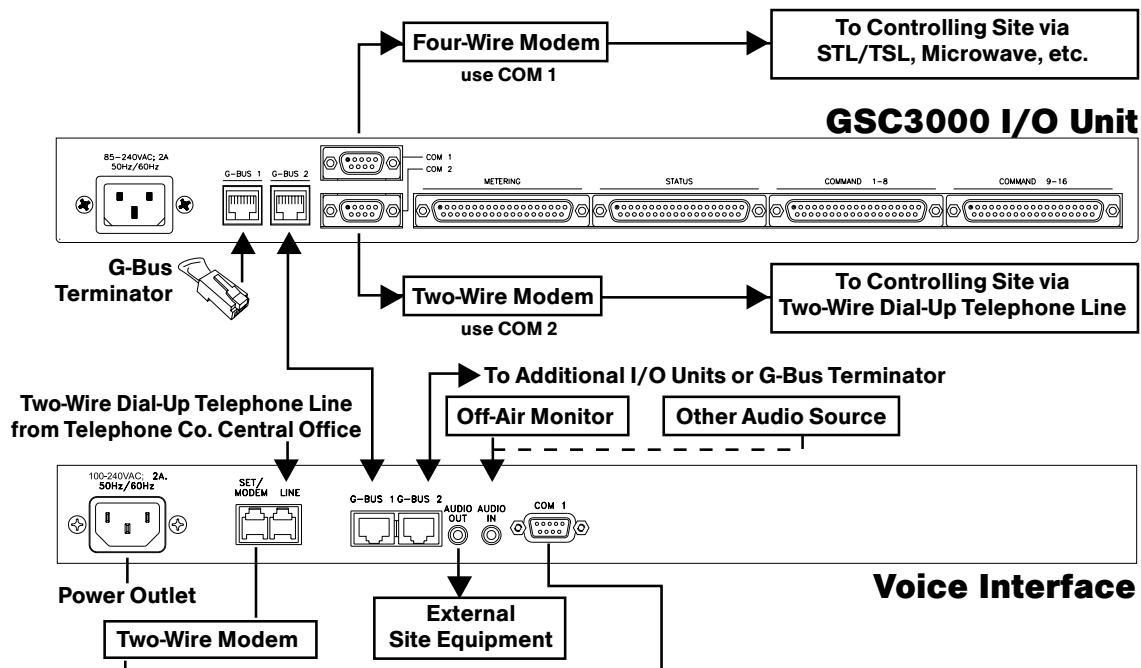 Four-Wire Modem
use COM 1
To Controlling Site via
STL/TSL, Microwave, etc.
GSC3000 I/O Unit
85-240VAC; 2A
50Hz/60Hz
G-BUS 1
G-BUS 2
COM 1
COM 2
METERING
STATUS
COMMAND 1-8
COMMAND 9-16
G-Bus
Terminator
Two-Wire Modem
use COM 2
To Controlling Site via
Two-Wire Dial-Up Telephone Line
To Additional I/O Units or G-Bus Terminator
Two-Wire Dial-Up Telephone Line
from Telephone Co. Central Office
Off-Air Monitor
Other Audio Source
100-240VAC; 2A.
50Hz/60Hz
SET/
MODEM
LINE
G-BUS 1
G-BUS 2
AUDIO
OUT
AUDIO
IN
COM 1
Voice Interface
Power Outlet
Two-Wire Modem
External
Site Equipment